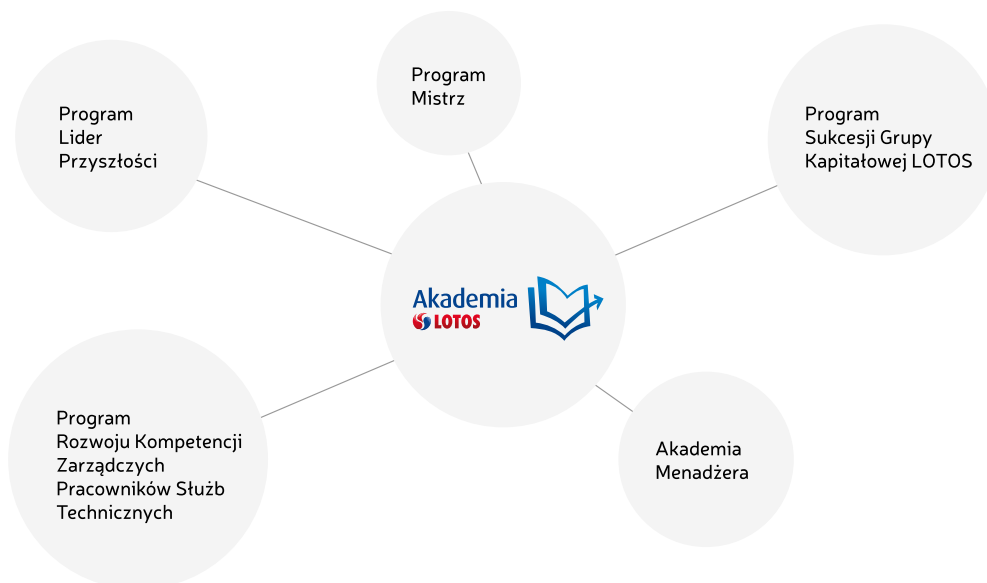 Program
Lider
Przyszłości
Program
Mistrz
Program
Sukcesji Grupy
Kapitałowej LOTOS
Akademia
LOTOS
Program
Rozwoju Kompetencji
Zarządczych
Pracowników Służb
Technicznych
Akademia
Menadżera